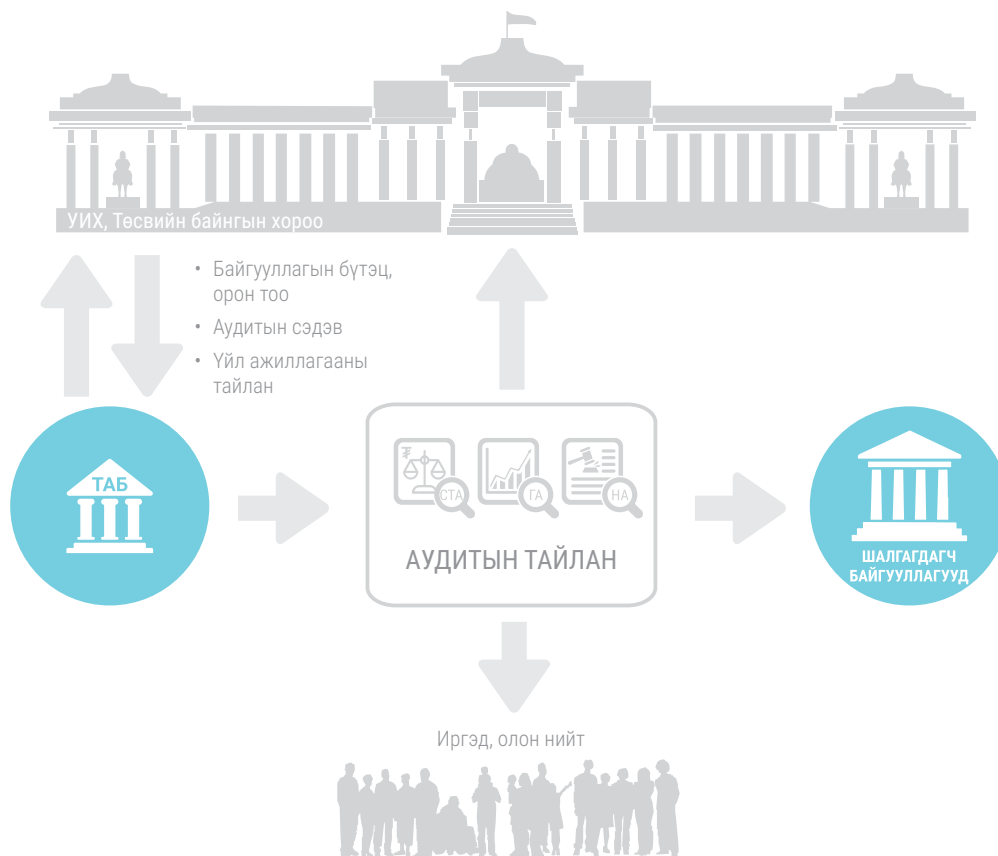 УИХ, Төсвийн байнгын хороо
• Байгууллагын бүтэц,
орон тоо
• Аудитын сэдэв
• Үйл ажиллагааны
тайлан
ТАБ
₮
СТА
ГА
НА
АУДИТЫН ТАЙЛАН
ШАЛГАГДАГЧ
БАЙГУУЛЛАГУУД
Иргэд, олон нийт